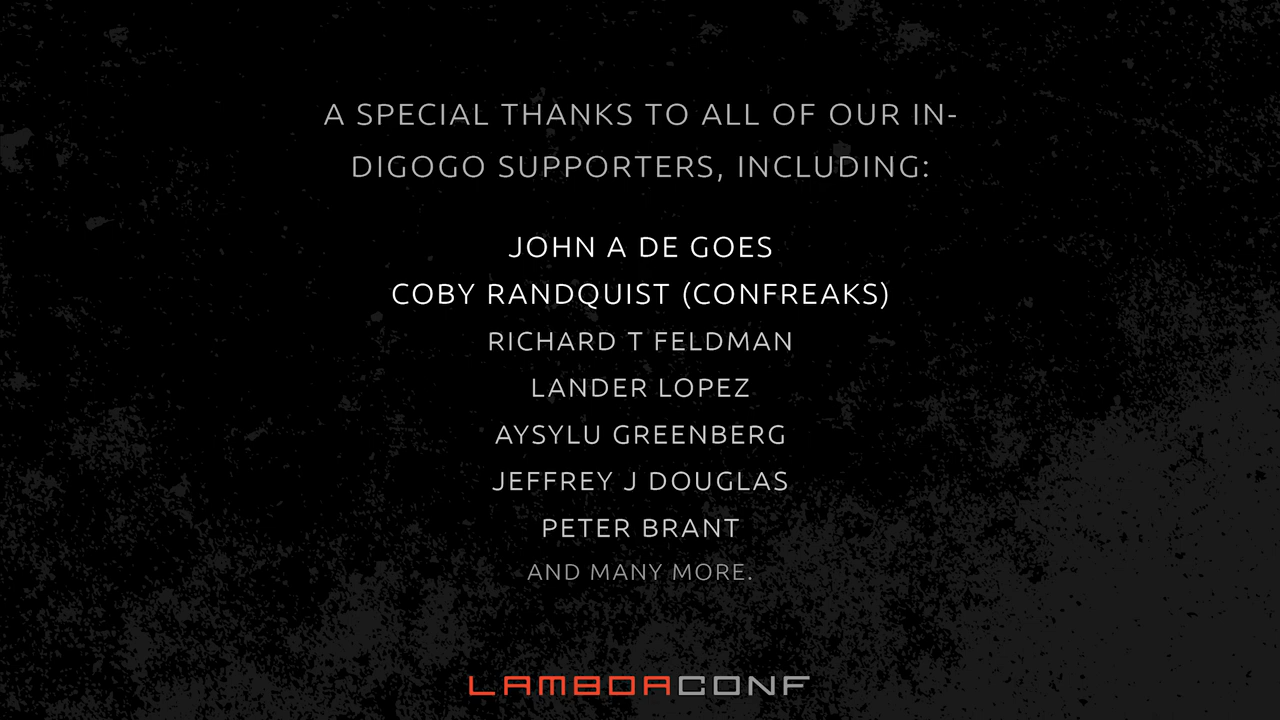 A SPECIAL THANKS TO ALL OF OUR IN-
DIGOGO SUPPORTERS, INCLUDING:
JOHN A DE GOES
COBY RANDQUIST (CONFREAKS)
RICHARD T FELDMAN
LANDER LOPEZ
AYSYLU GREENBERG
JEFFREY J DOUGLAS
PETER BRANT
AND MANY MORE.
LAMBDACONF